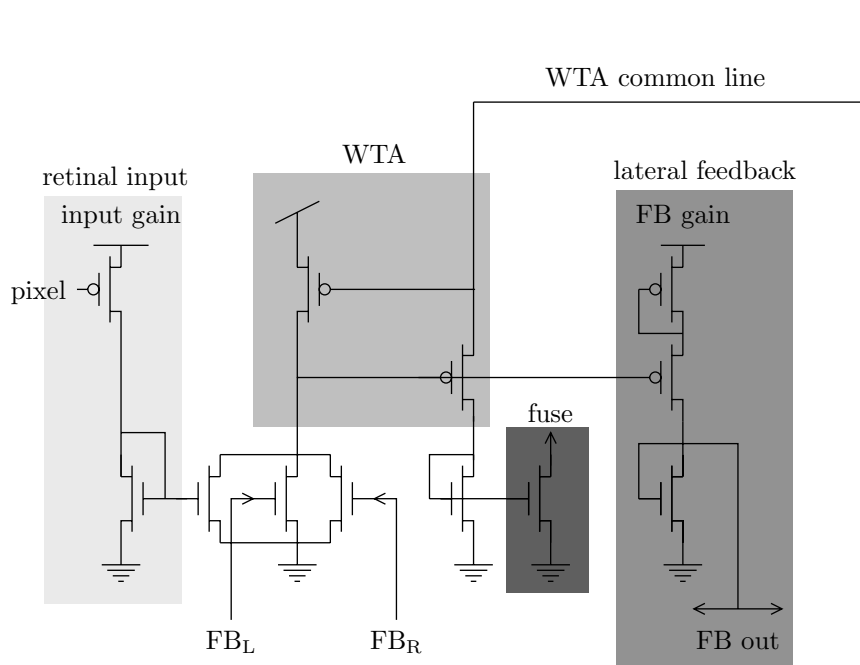 WTA common line
WTA
lateral feedback
retinal input
input gain
FB gain
pixel
fuse
FB_L
FB_R
FB out